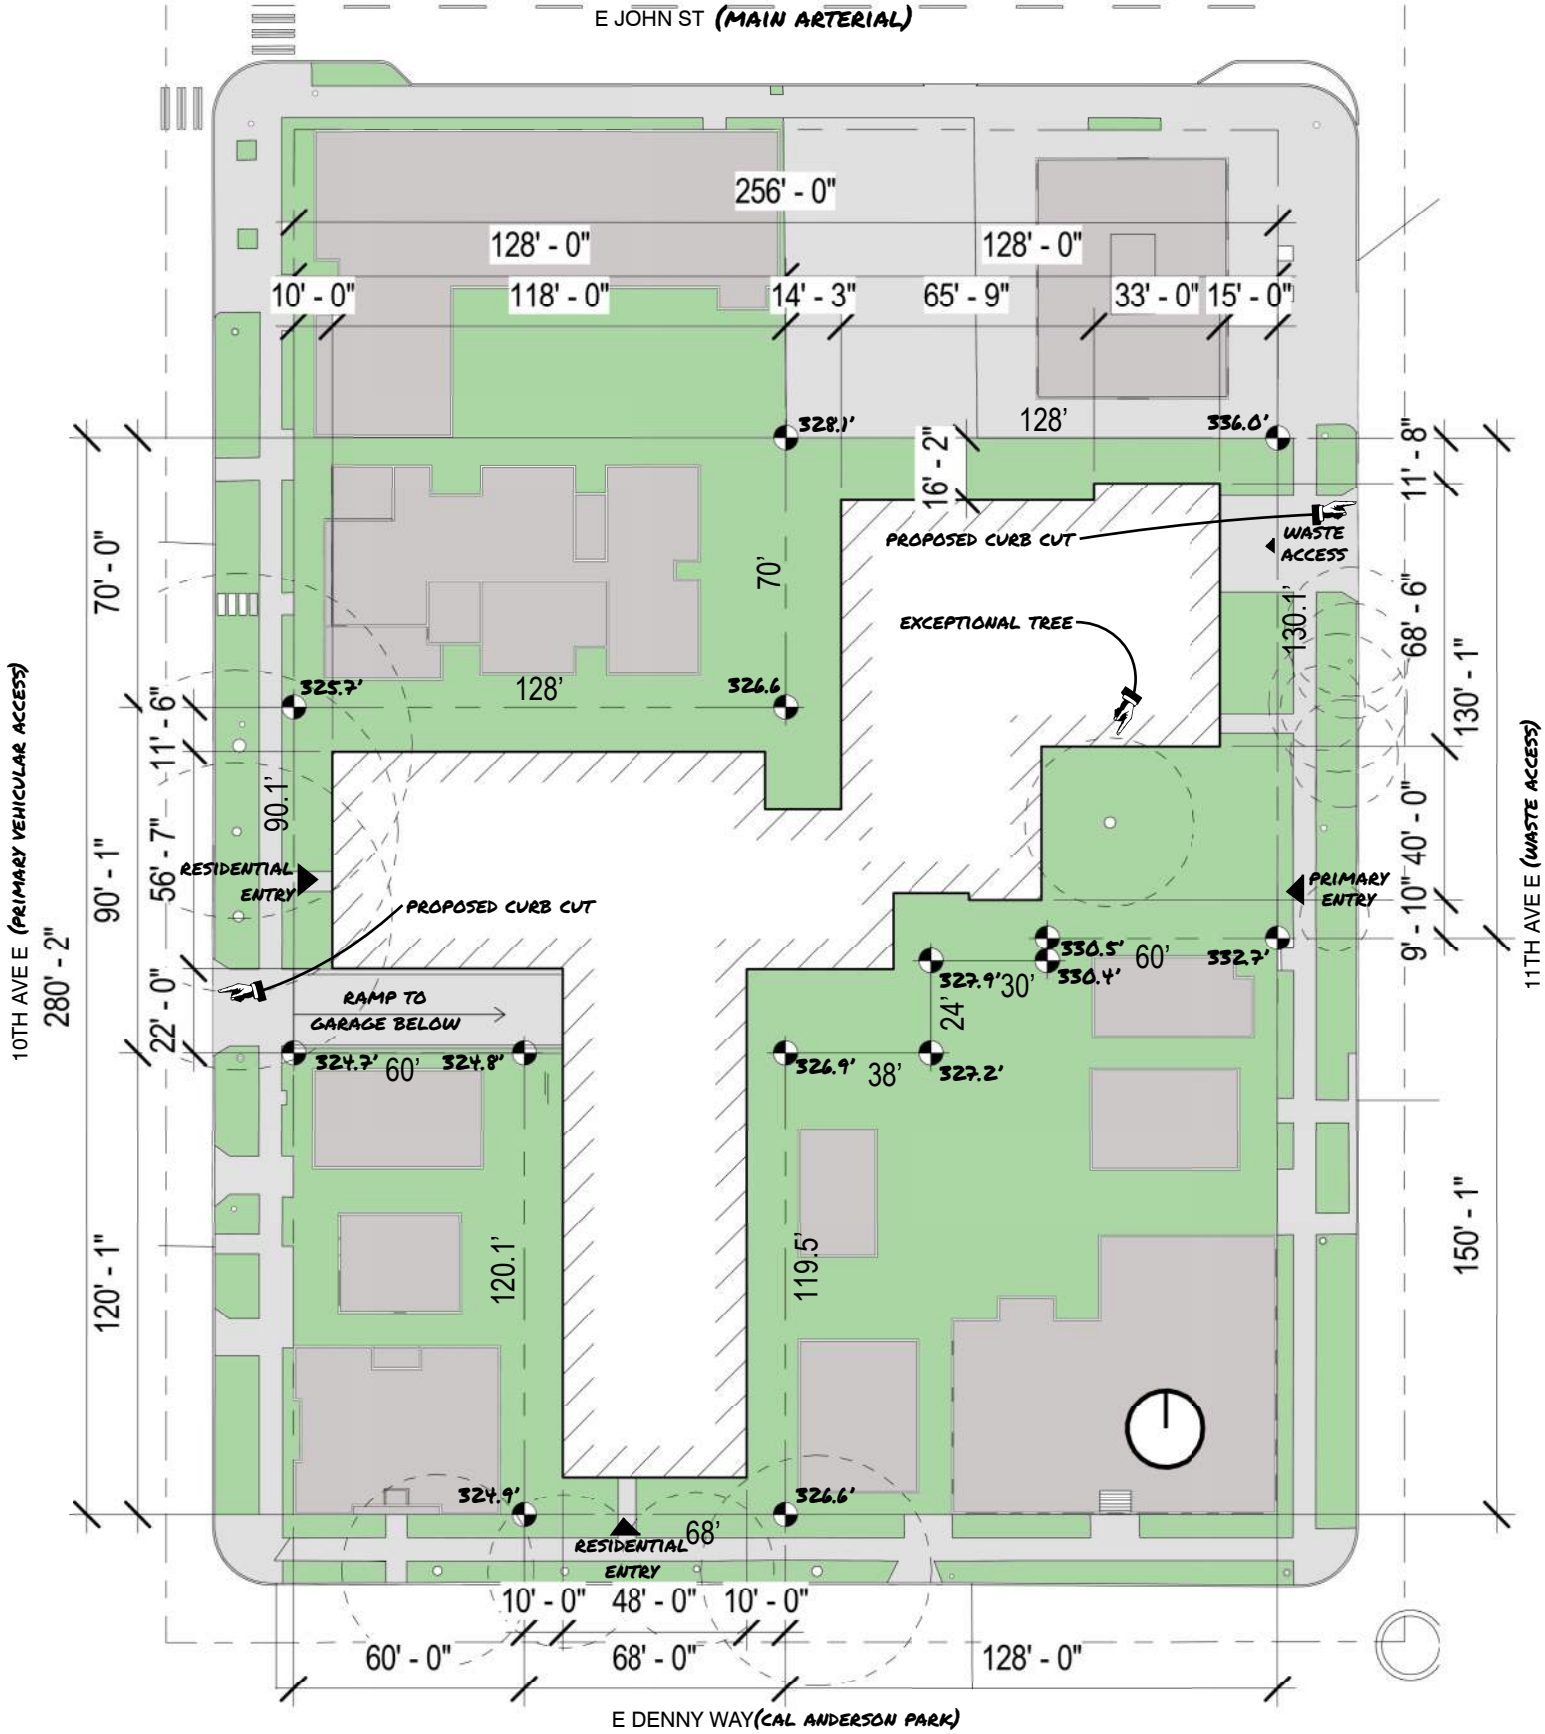 E JOHN ST (MAIN ARTERIAL)
256' - 0"
128' - 0"
128' - 0"
10' - 0"
118' - 0"
14' - 3"
65' - 9"
33' - 0"
15' - 0"
328.1'
128'
336.0'
16' - 2"
11' - 8"
PROPOSED CURB CUT
WASTE
ACCESS
70' - 0"
70'
EXCEPTIONAL TREE
130.1'
68' - 6"
130' - 1"
325.7'
128'
326.6
11' - 6"
10TH AVE E (PRIMARY VEHICULAR ACCESS)
11TH AVE E (WASTE ACCESS)
280' - 2"
90' - 1"
56' - 7"
90.1'
40' - 0"
RESIDENTIAL
ENTRY
PRIMARY
ENTRY
PROPOSED CURB CUT
9' - 10"
330.5'
60'
332.7'
327.9'
30'
330.4'
22' - 0"
RAMP TO
GARAGE BELOW
24'
324.7'
60'
324.8"
326.9'
38'
327.2'
120' - 1"
120.1'
119.5'
150' - 1"
324.9'
326.6'
68'
RESIDENTIAL
ENTRY
10' - 0"
48' - 0"
10' - 0"
60' - 0"
68' - 0"
128' - 0"
E DENNY WAY(CAL ANDERSON PARK)